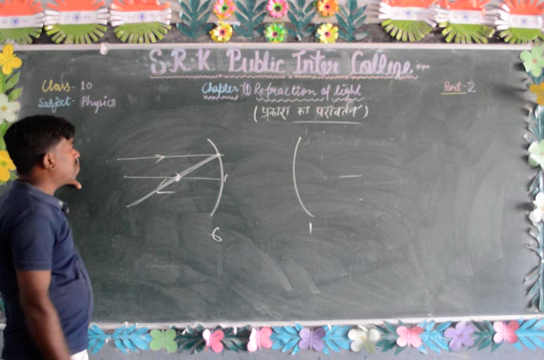 S.R.K. Public Inter College...
Class- 10
Chapter (1) Refraction of light
Part- 2
Subject- Physics
(प्रकाश का परावर्तन)
6
1